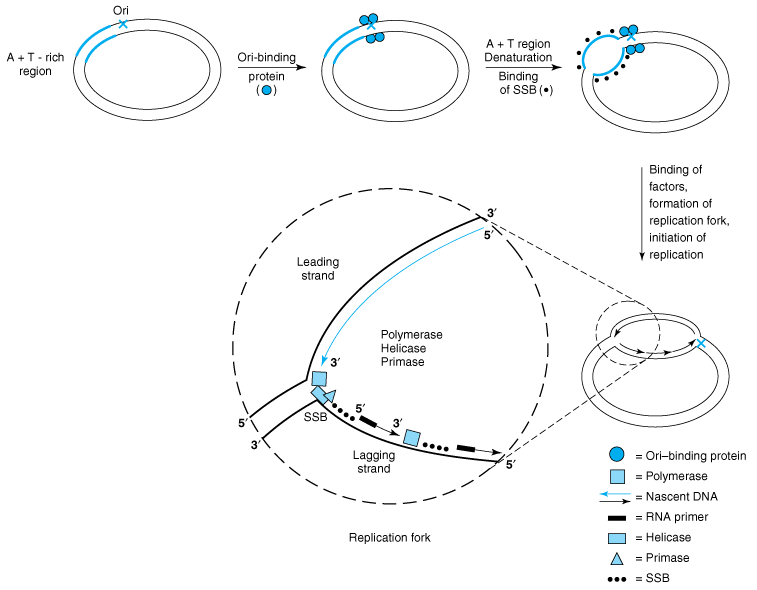 Ori
A + T - rich
region
Ori-binding
protein
( )
A + T region
Denaturation
Binding
of SSB (•)
Binding of
factors,
formation of
replication fork,
initiation of
replication
3′
5′
Leading
strand
Polymerase
Helicase
Primase
3′
5′
3′
SSB
5′
3′
Lagging
strand
5′
Replication fork
= Ori–binding protein
= Polymerase
= Nascent DNA
= RNA primer
= Helicase
= Primase
= SSB